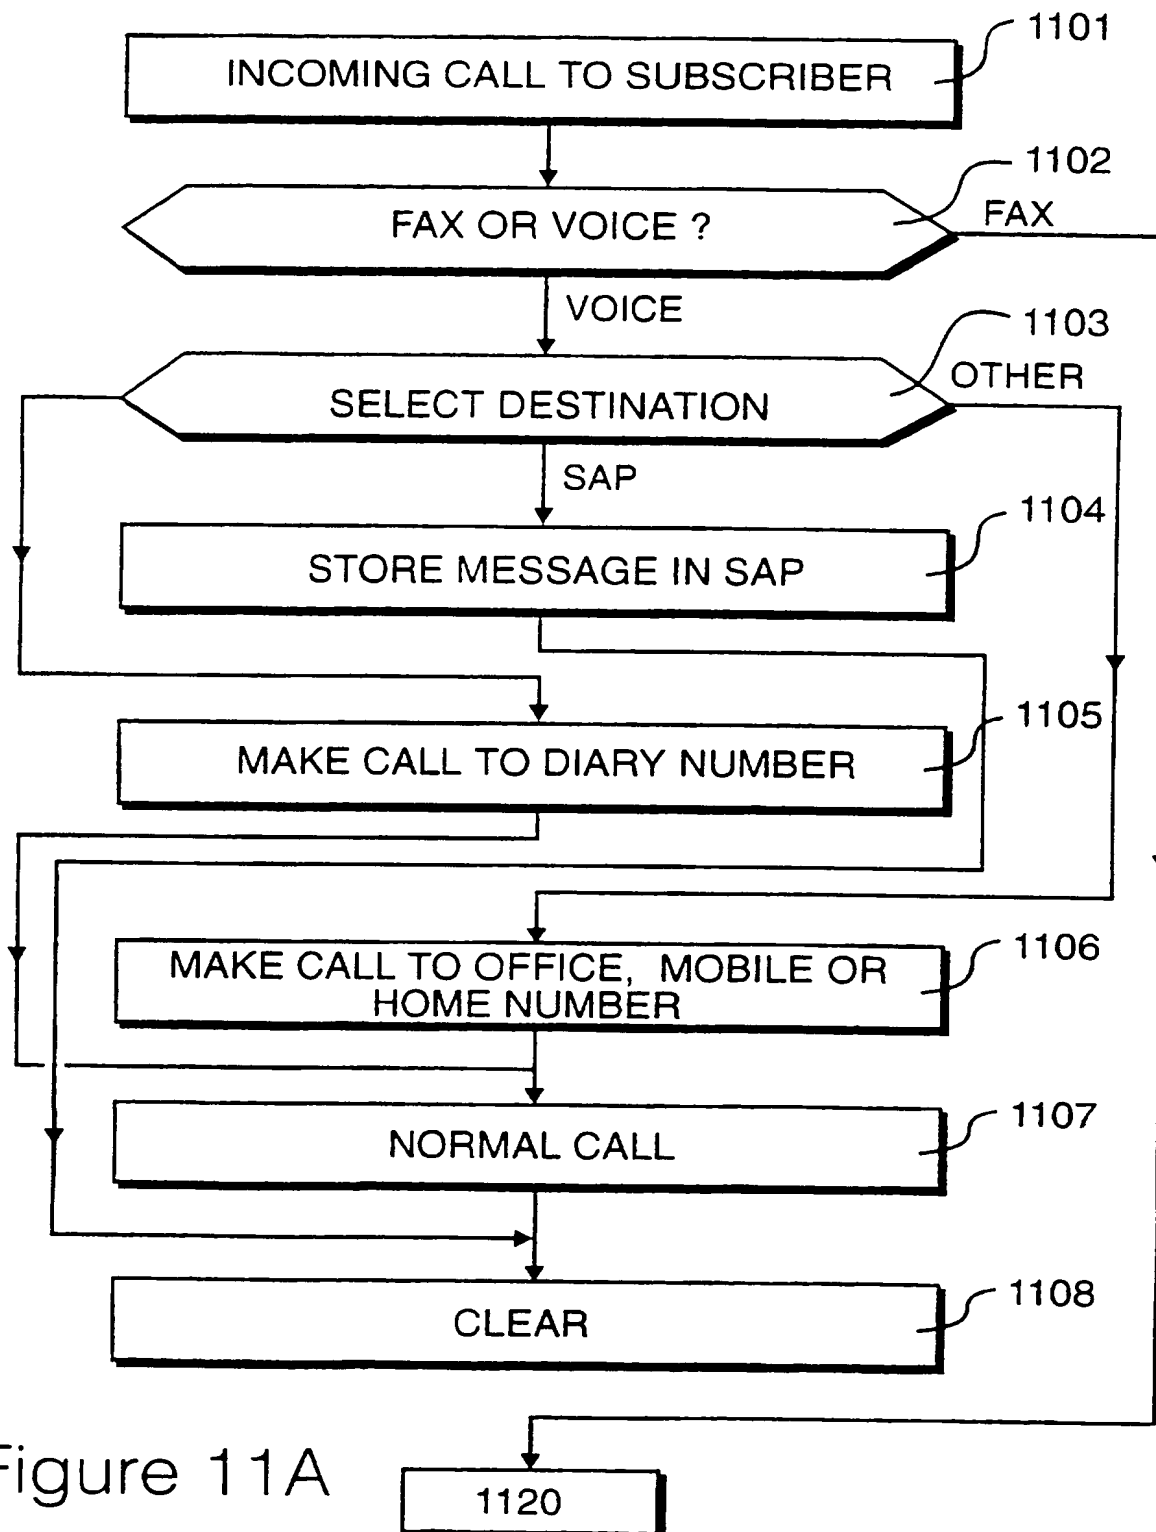 1101
INCOMING CALL TO SUBSCRIBER
1102
FAX OR VOICE ?
FAX
VOICE
1103
OTHER
SELECT DESTINATION
SAP
1104
STORE MESSAGE IN SAP
1105
MAKE CALL TO DIARY NUMBER
1106
MAKE CALL TO OFFICE, MOBILE OR
HOME NUMBER
1107
NORMAL CALL
1108
CLEAR
Figure 11A
1120